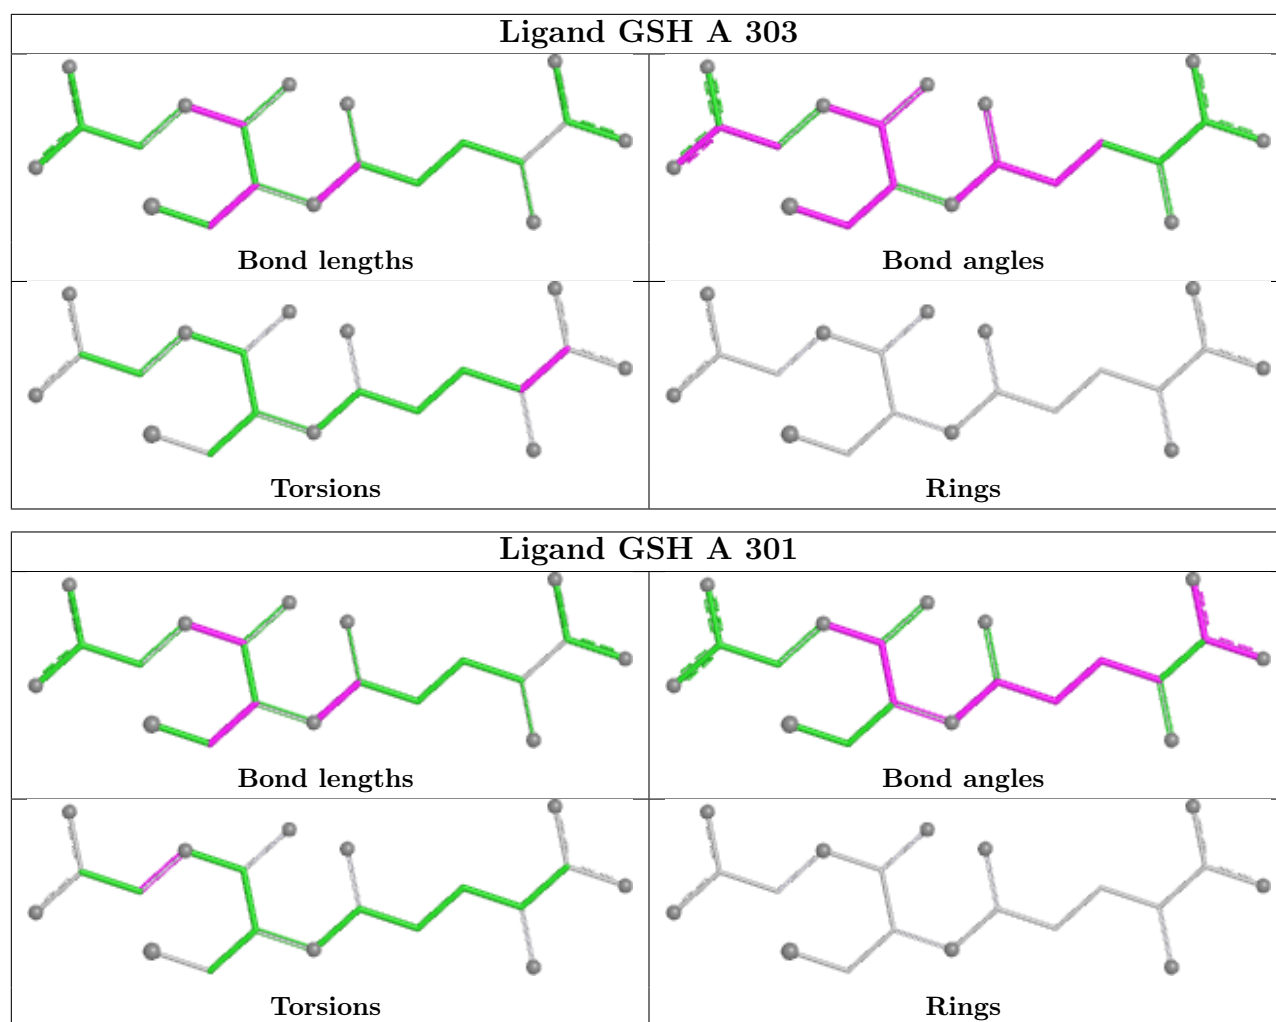 Ligand GSH A 303
Bond lengths
Bond angles
Torsions
Rings
Ligand GSH A 301
Bond lengths
Bond angles
Torsions
Rings